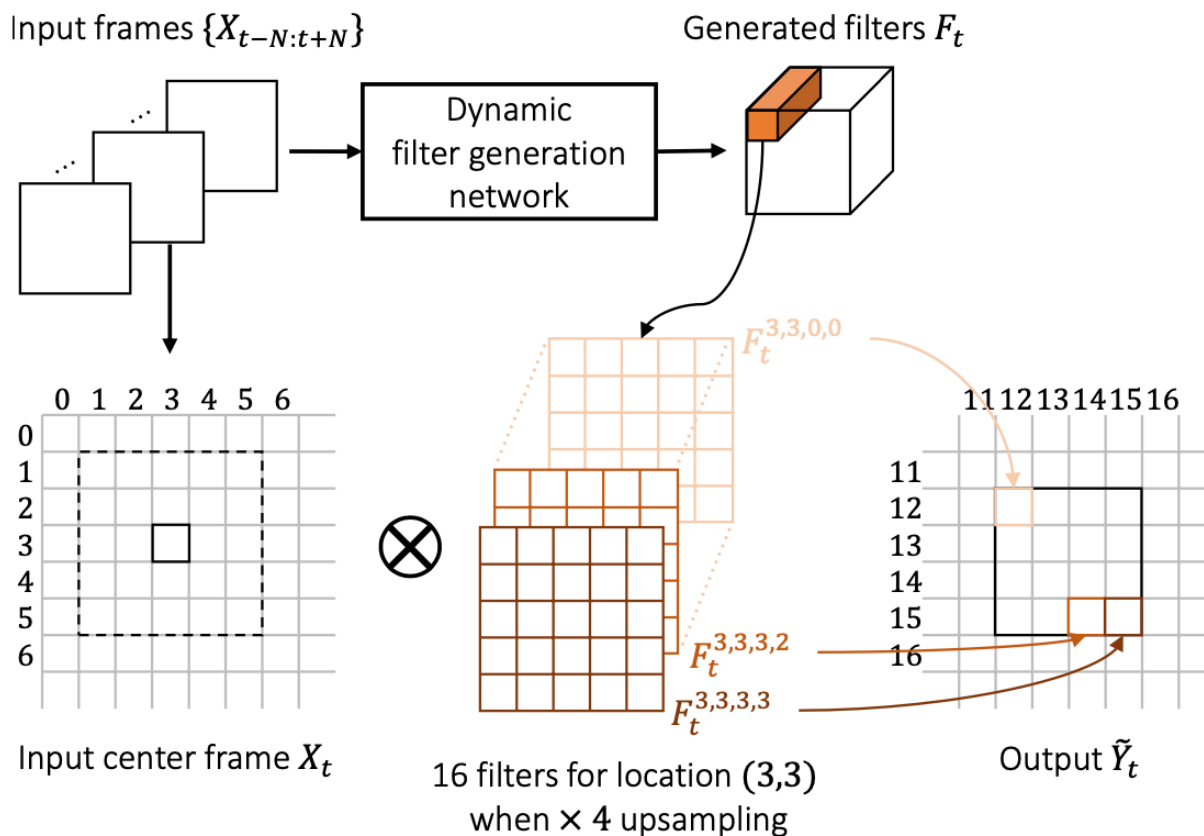 Input frames {X_{t−N:t+N}}
Generated filters F_t
Dynamic
filter generation
network
F_t^{3,3,0,0}
0 1 2 3 4 5 6
0
1
2
3
4
5
6
11 12 13 14 15 16
11
12
13
14
15
16
F_t^{3,3,3,2}
F_t^{3,3,3,3}
Input center frame X_t
16 filters for location (3,3)
when × 4 upsampling
Output Ỹ_t